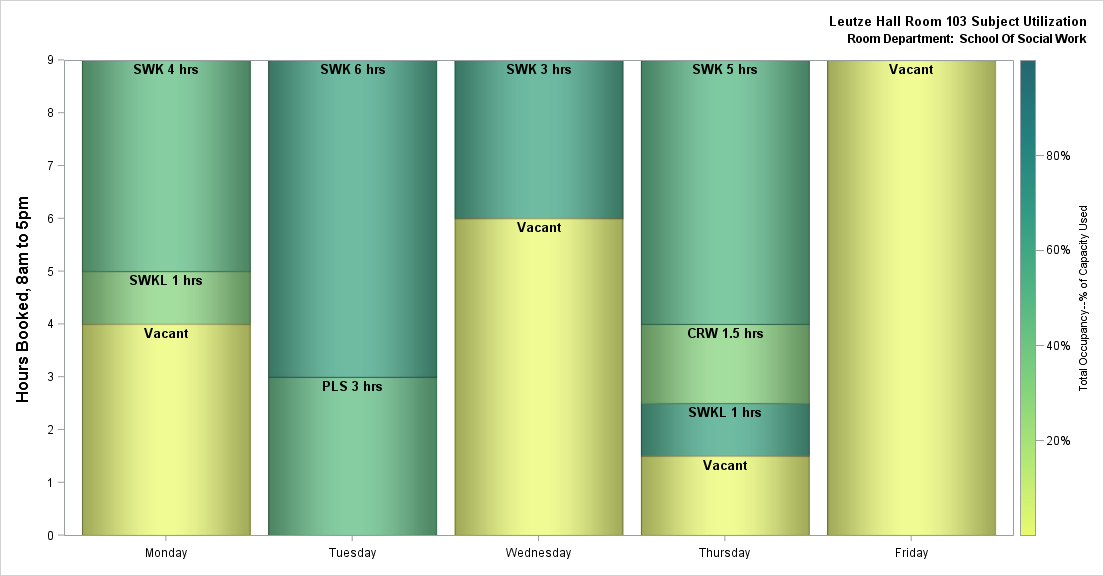 Leutze Hall Room 103 Subject Utilization
Room Department: School Of Social Work
Hours Booked, 8am to 5pm
9
8
7
6
5
4
3
2
1
0
SWK 4 hrs
SWKL 1 hrs
Vacant
SWK 6 hrs
PLS 3 hrs
SWK 3 hrs
Vacant
SWK 5 hrs
CRW 1.5 hrs
SWKL 1 hrs
Vacant
Vacant
Monday Tuesday Wednesday Thursday Friday
80%
60%
40%
20%
Total Occupancy--% of Capacity Used